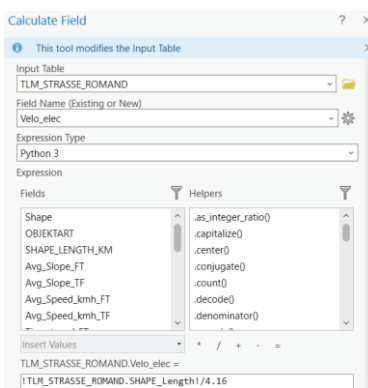 Calculate Field ? ×
This tool modifies the Input Table ×
Input Table
TLM_STRASSE_ROMAND
Field Name (Existing or New)
Velo_elec
Expression Type
Python 3
Expression
Fields Helpers
Shape .as_integer_ratio()
OBJEKTART .capitalize()
SHAPE_LENGTH_KM .center()
Avg_Slope_FT .conjugate()
Avg_Slope_TF .count()
Avg_Speed_kmh_FT .decode()
Avg_Speed_kmh_TF .denominator()
Insert Values * / + - =
TLM_STRASSE_ROMAND.Velo_elec =
!TLM_STRASSE_ROMAND.SHAPE_Length!/4.16